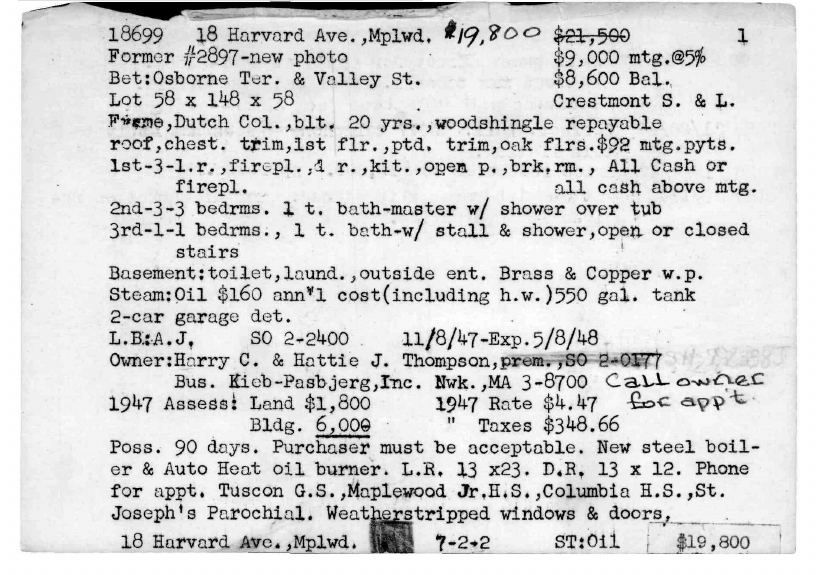 18699 18 Harvard Ave.,Mplwd. $19,800 $21,500 1
Former #2897-new photo $9,000 mtg.@5%
Bet:Osborne Ter. & Valley St. $8,600 Bal.
Lot 58 x 148 x 58 Crestmont S. & L.
Frame,Dutch Col.,blt. 20 yrs.,woodshingle repayable
roof,chest. trim,1st flr.,ptd. trim,oak flrs.$92 mtg.pyts.
1st-3-l.r.,firepl.,d r.,kit.,open p.,brk.rm., All Cash or
firepl. all cash above mtg.
2nd-3-3 bedrms. 1 t. bath-master w/ shower over tub
3rd-1-1 bedrms., 1 t. bath-w/ stall & shower,open or closed
stairs
Basement:toilet,laund.,outside ent. Brass & Copper w.p.
Steam:Oil $160 ann'l cost(including h.w.)550 gal. tank
2-car garage det.
L.B:A.J. SO 2-2400 11/8/47-Exp.5/8/48
Owner:Harry C. & Hattie J. Thompson,prem.,SO 2-0177
Bus. Kieb-Pasbjerg,Inc. Nwk.,MA 3-8700 Call owner
1947 Assess: Land $1,800 1947 Rate $4.47 for app't
Bldg. 6,000 " Taxes $348.66
Poss. 90 days. Purchaser must be acceptable. New steel boil-
er & Auto Heat oil burner. L.R. 13 x23. D.R. 13 x 12. Phone
for appt. Tuscon G.S.,Maplewood Jr.H.S.,Columbia H.S.,St.
Joseph's Parochial. Weatherstripped windows & doors,
18 Harvard Ave.,Mplwd. 7-2-2 ST:Oil $19,800